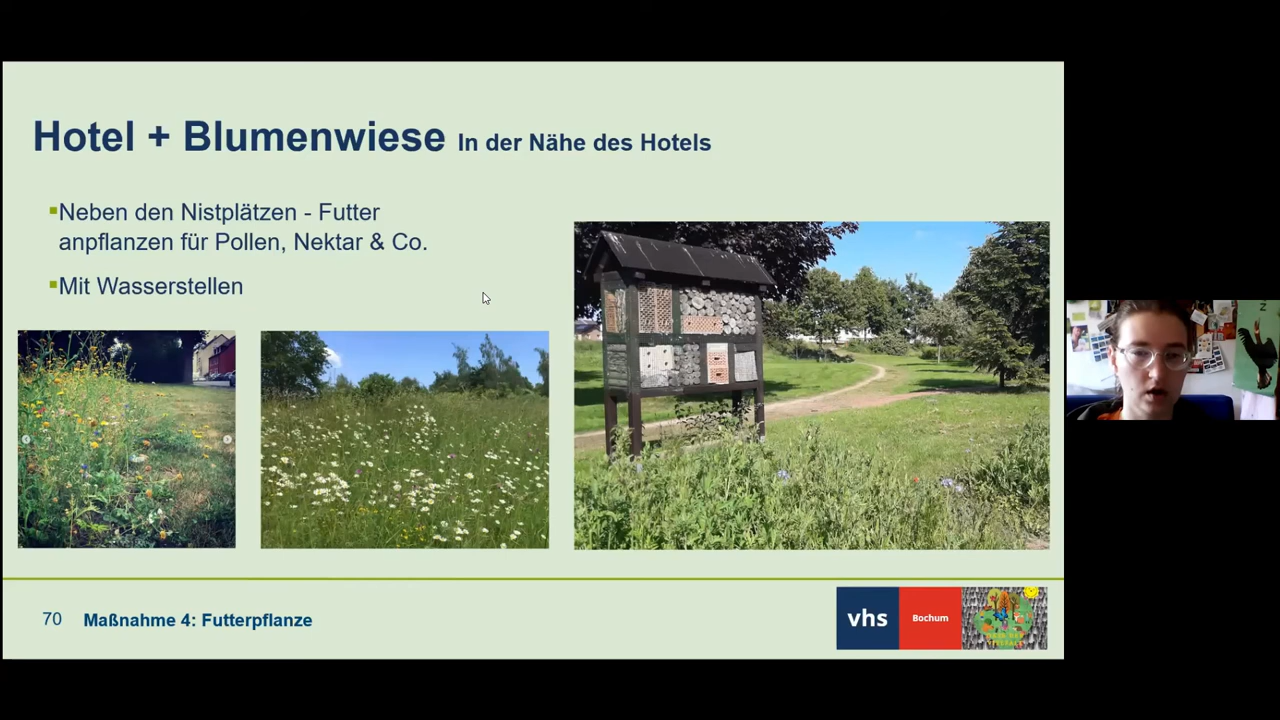 Hotel + Blumenwiese In der Nähe des Hotels
▪Neben den Nistplätzen - Futter
anpflanzen für Pollen, Nektar & Co.
▪Mit Wasserstellen
70 Maßnahme 4: Futterpflanze
vhs
Bochum